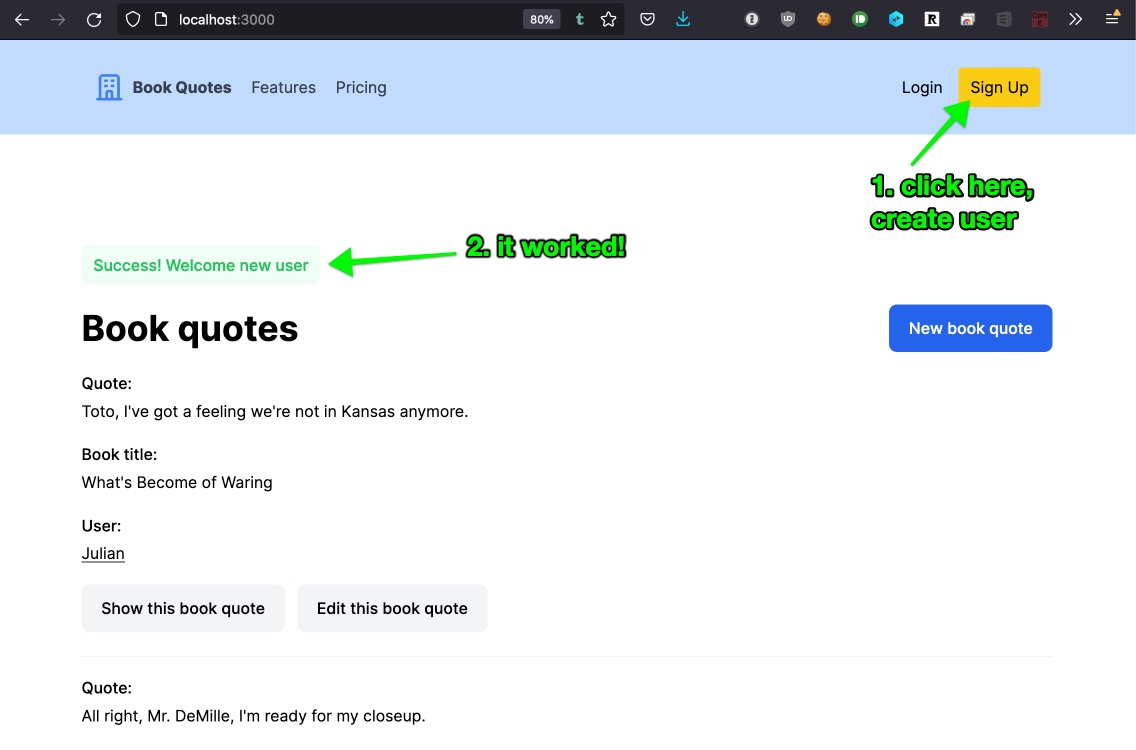 localhost:3000
80%
Book Quotes Features Pricing
Login Sign Up
1. click here,
create user
2. it worked!
Success! Welcome new user
Book quotes
New book quote
Quote:
Toto, I've got a feeling we're not in Kansas anymore.
Book title:
What's Become of Waring
User:
Julian
Show this book quote Edit this book quote
Quote:
All right, Mr. DeMille, I'm ready for my closeup.